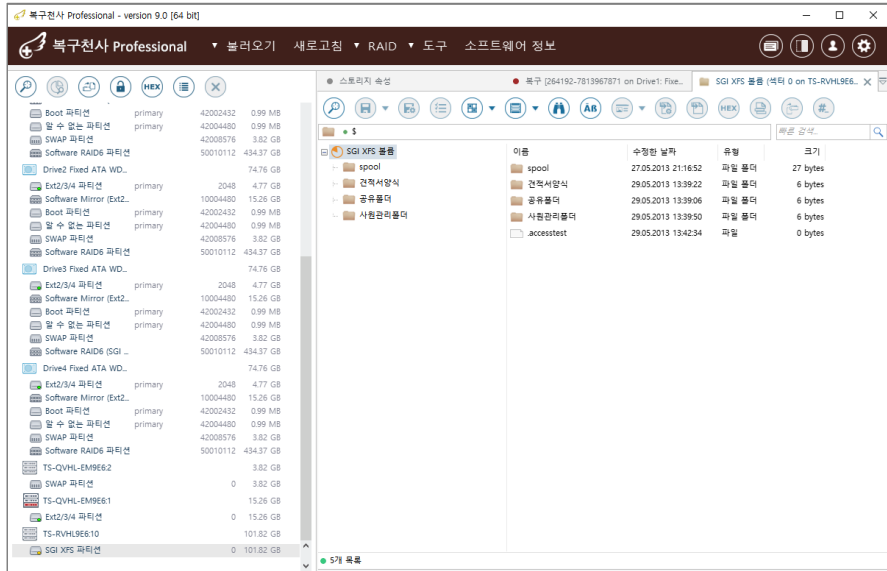 복구천사 Professional - version 9.0 [64 bit]
복구천사 Professional ▼ 불러오기 새로고침 ▼ RAID ▼ 도구 소프트웨어 정보
HEX
Boot 파티션 primary 42002432 0.99 MB
알 수 없는 파티션 primary 42004480 0.99 MB
SWAP 파티션 42008576 3.82 GB
Software RAID6 파티션 50010112 434.37 GB
Drive2 Fixed ATA WD... 74.76 GB
Ext2/3/4 파티션 primary 2048 4.77 GB
Software Mirror (Ext2... 10004480 15.26 GB
Boot 파티션 primary 42002432 0.99 MB
알 수 없는 파티션 primary 42004480 0.99 MB
SWAP 파티션 42008576 3.82 GB
Software RAID6 파티션 50010112 434.37 GB
Drive3 Fixed ATA WD... 74.76 GB
Ext2/3/4 파티션 primary 2048 4.77 GB
Software Mirror (Ext2... 10004480 15.26 GB
Boot 파티션 primary 42002432 0.99 MB
알 수 없는 파티션 primary 42004480 0.99 MB
SWAP 파티션 42008576 3.82 GB
Software RAID6 (SGI ... 50010112 434.37 GB
Drive4 Fixed ATA WD... 74.76 GB
Ext2/3/4 파티션 primary 2048 4.77 GB
Software Mirror (Ext2... 10004480 15.26 GB
Boot 파티션 primary 42002432 0.99 MB
알 수 없는 파티션 primary 42004480 0.99 MB
SWAP 파티션 42008576 3.82 GB
Software RAID6 파티션 50010112 434.37 GB
TS-QVHL-EM9E6:2 3.82 GB
SWAP 파티션 0 3.82 GB
TS-QVHL-EM9E6:1 15.26 GB
Ext2/3/4 파티션 0 15.26 GB
TS-RVHL9E6:10 101.82 GB
SGI XFS 파티션 0 101.82 GB
스토리지 속성 복구 [264192-7813967871 on Drive1: Fixe... SGI XFS 볼륨 (섹터 0 on TS-RVHL9E6...
ÄB HEX #...
$ 빠른 검색...
SGI XFS 볼륨
spool
견적서양식
공유폴더
사원관리폴더
이름 수정한 날짜 유형 크기
spool 27.05.2013 21:16:52 파일 폴더 27 bytes
견적서양식 29.05.2013 13:39:22 파일 폴더 6 bytes
공유폴더 29.05.2013 13:39:06 파일 폴더 6 bytes
사원관리폴더 29.05.2013 13:39:50 파일 폴더 6 bytes
.accesstest 29.05.2013 13:42:34 파일 0 bytes
5개 목록